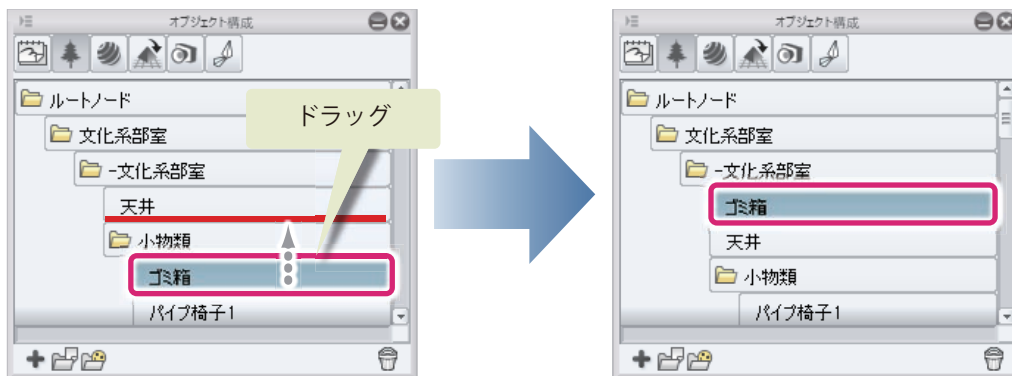 オブジェクト構成
ルートノード
文化系部室
-文化系部室
天井
小物類
ゴミ箱
パイプ椅子1
ドラッグ
オブジェクト構成
ルートノード
文化系部室
-文化系部室
ゴミ箱
天井
小物類
パイプ椅子1